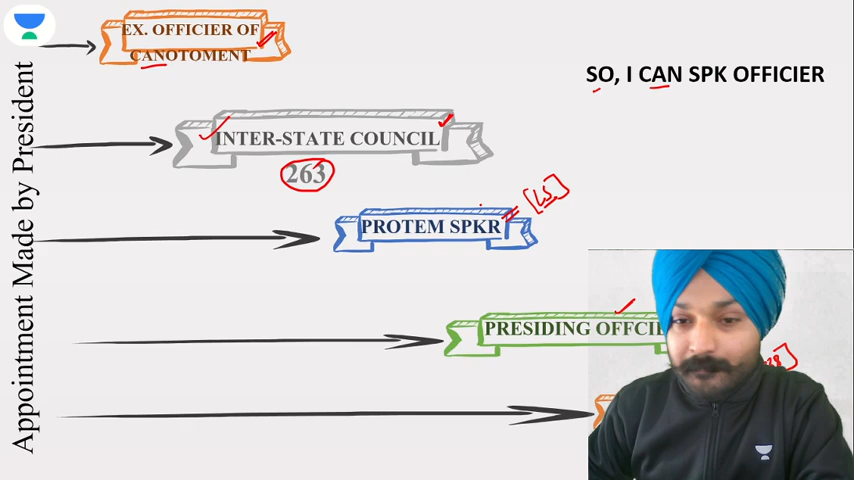 EX. OFFICIER OF
CANOTOMENT
SO, I CAN SPK OFFICIER
INTER-STATE COUNCIL
263
[LS]
PROTEM SPKR
PRESIDING
Appointment Made by President